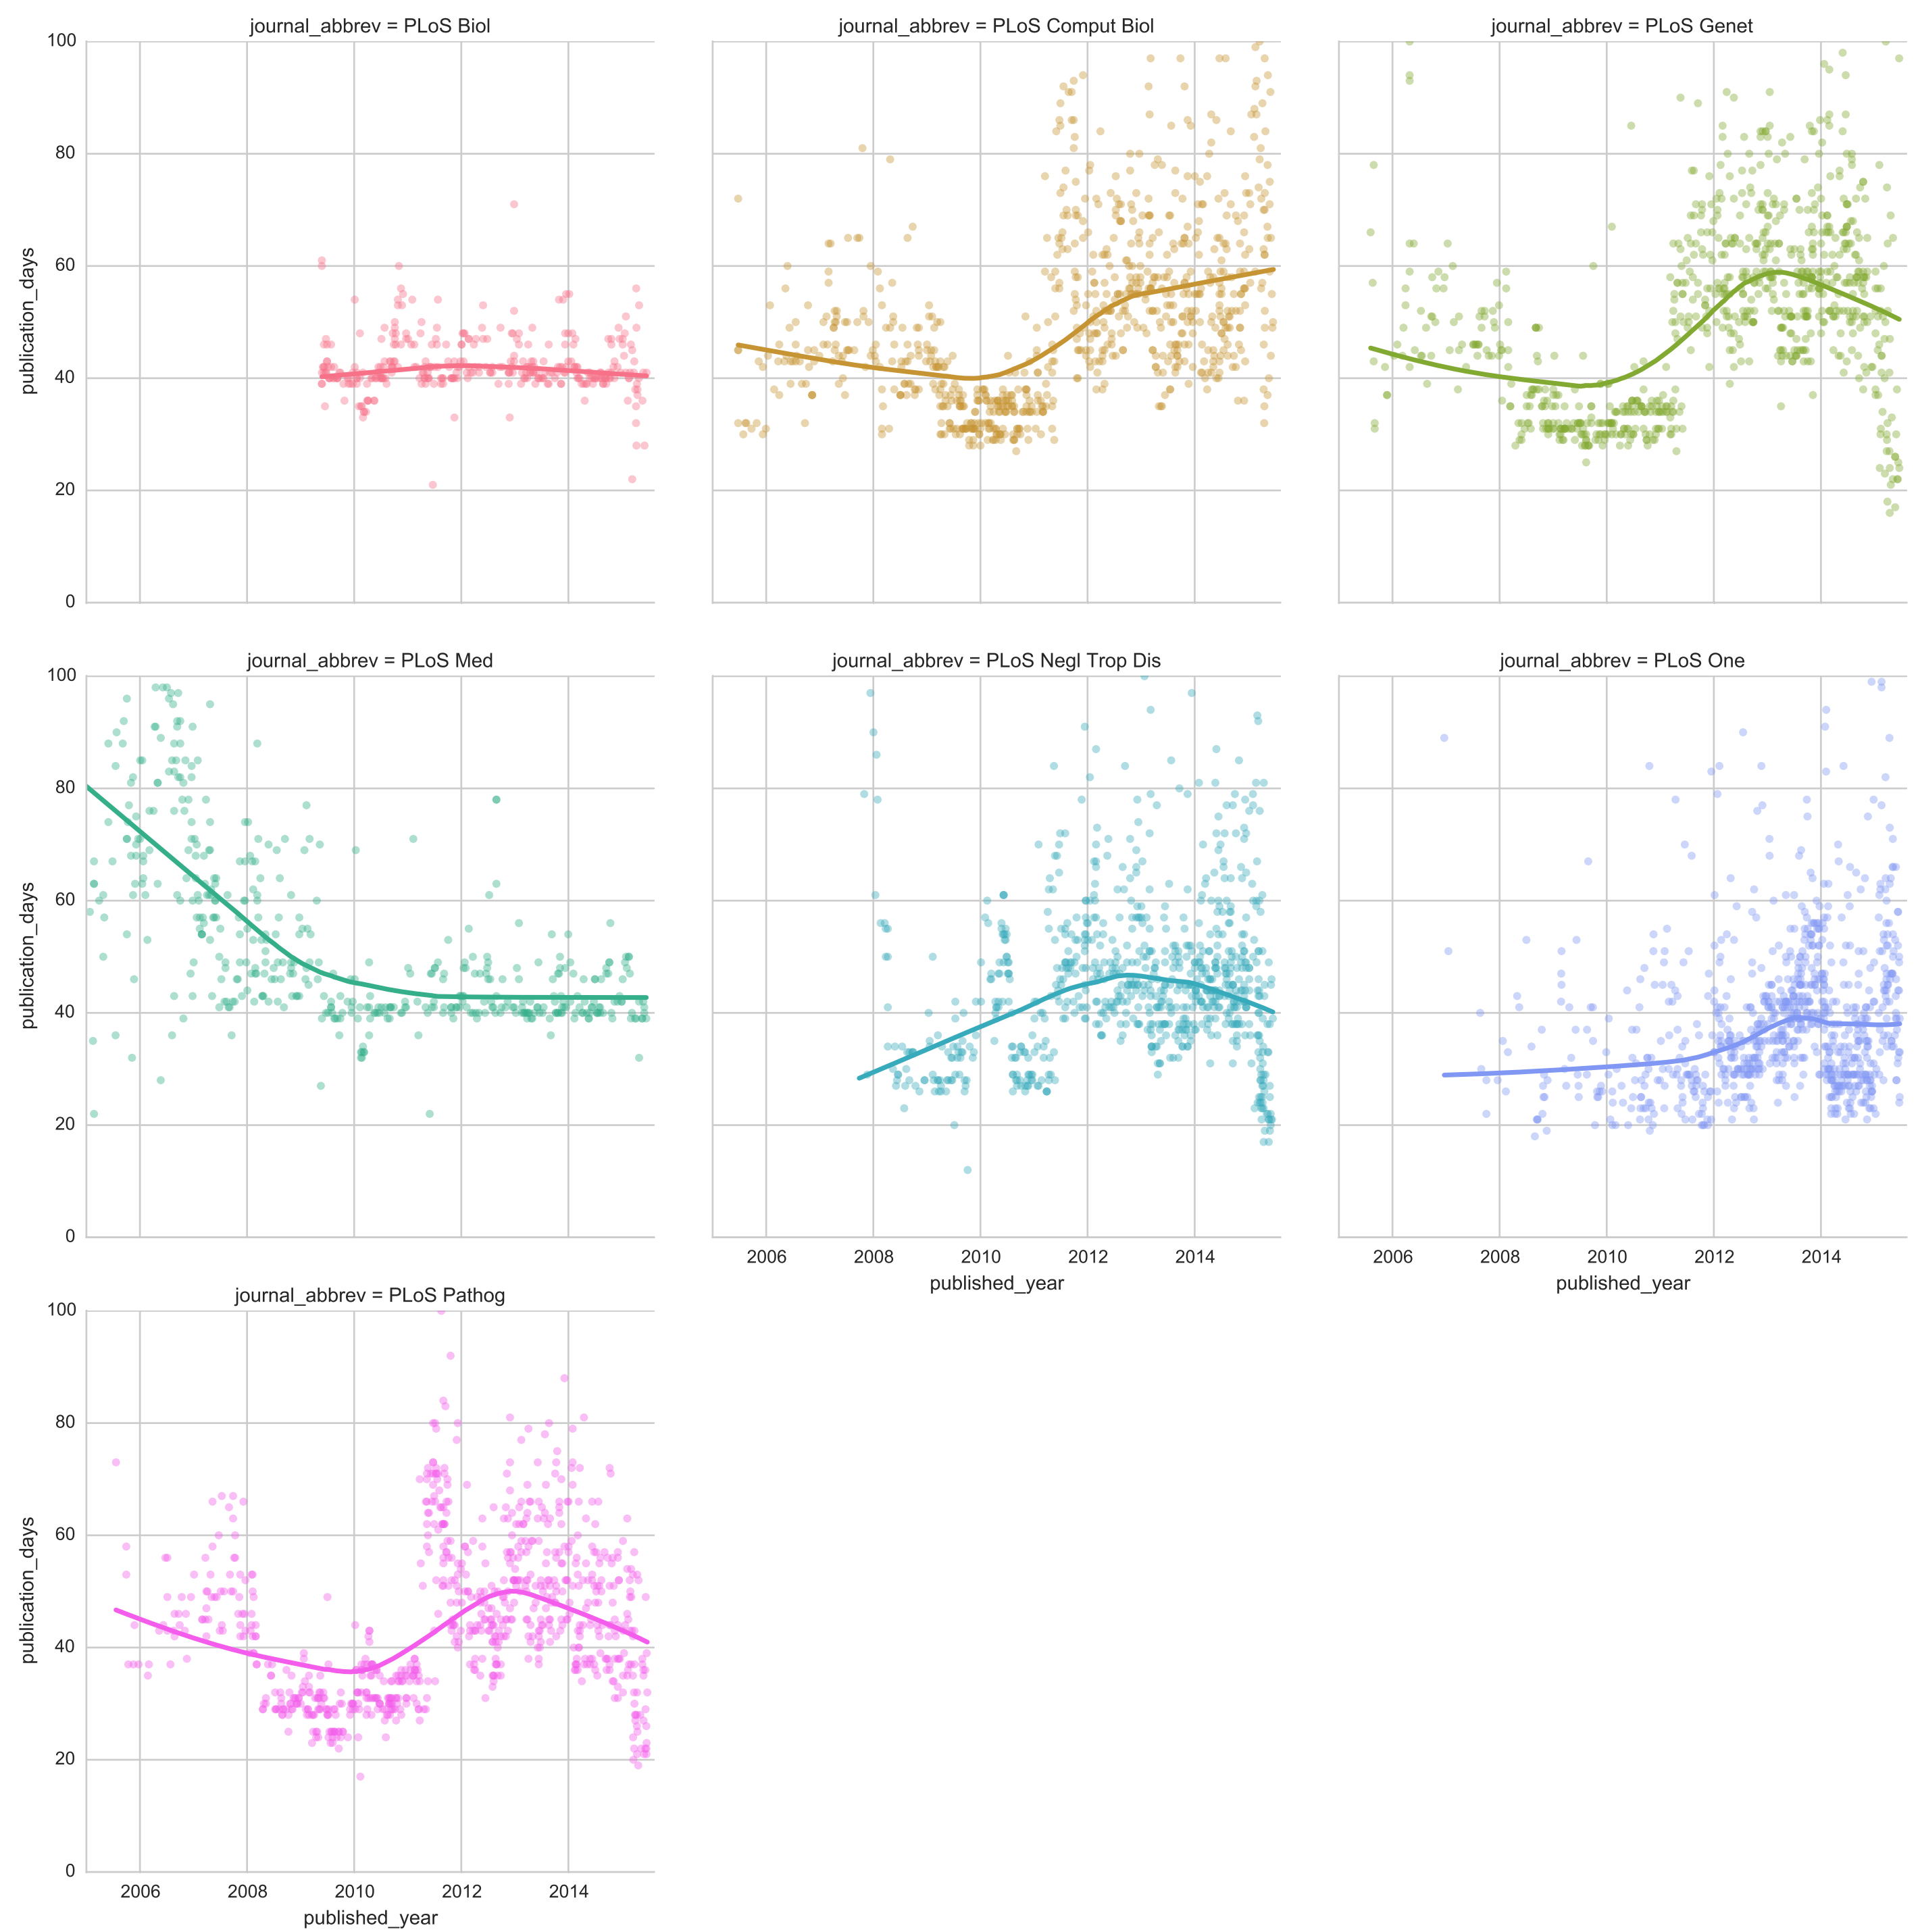 journal_abbrev = PLoS Biol
journal_abbrev = PLoS Comput Biol
journal_abbrev = PLoS Genet
100
80
60
40
20
0
publication_days
journal_abbrev = PLoS Med
journal_abbrev = PLoS Negl Trop Dis
journal_abbrev = PLoS One
100
80
60
40
20
0
publication_days
2006 2008 2010 2012 2014
published_year
2006 2008 2010 2012 2014
published_year
journal_abbrev = PLoS Pathog
100
80
60
40
20
0
publication_days
2006 2008 2010 2012 2014
published_year